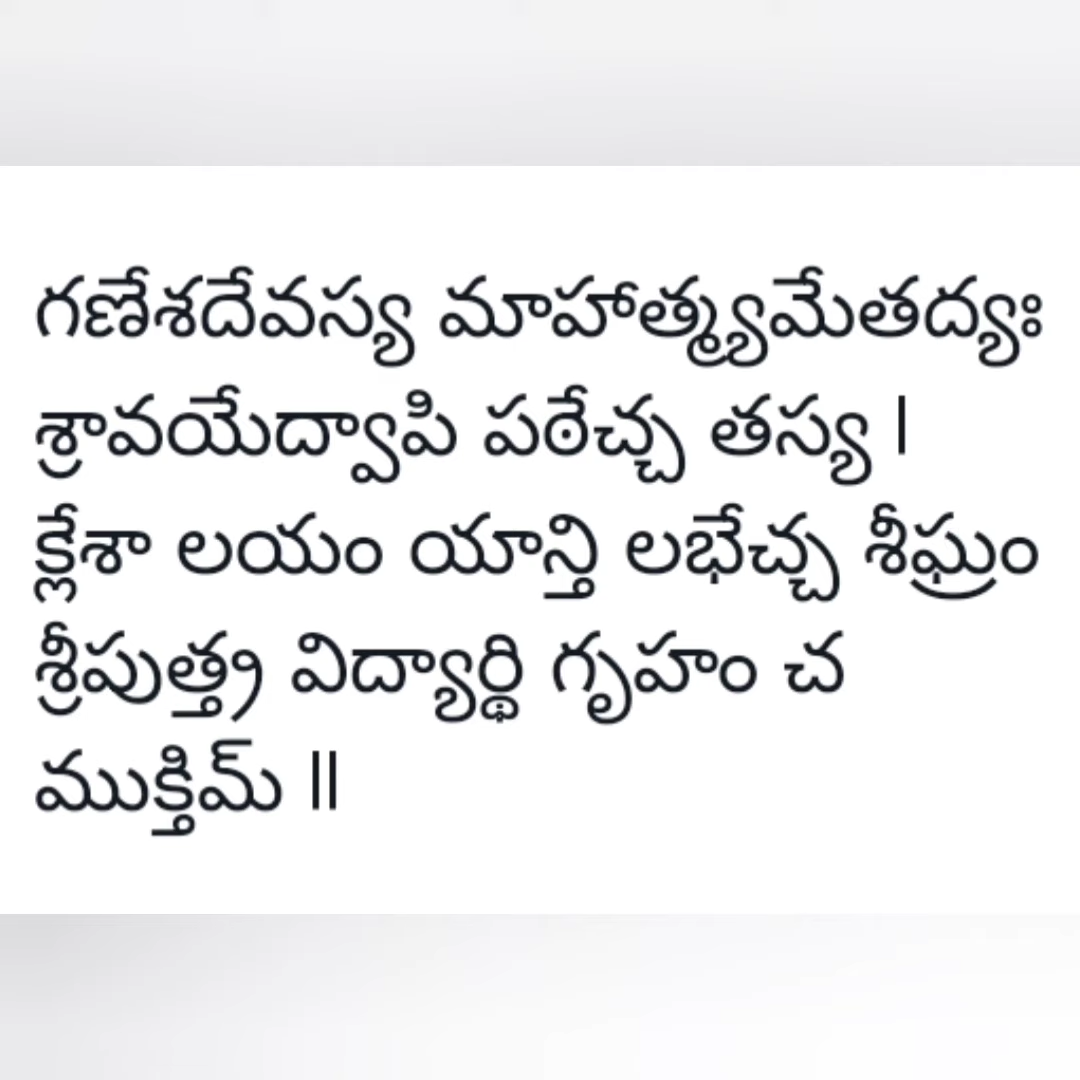 గణేశదేవస్య మాహాత్మ్యమేతద్యః
శ్రావయేద్వాపి పఠేచ్చ తస్య |
క్లేశా లయం యాన్తి లభేచ్చ శీఘ్రం
శ్రీపుత్త్ర విద్యార్థి గృహం చ
ముక్తిమ్ ||